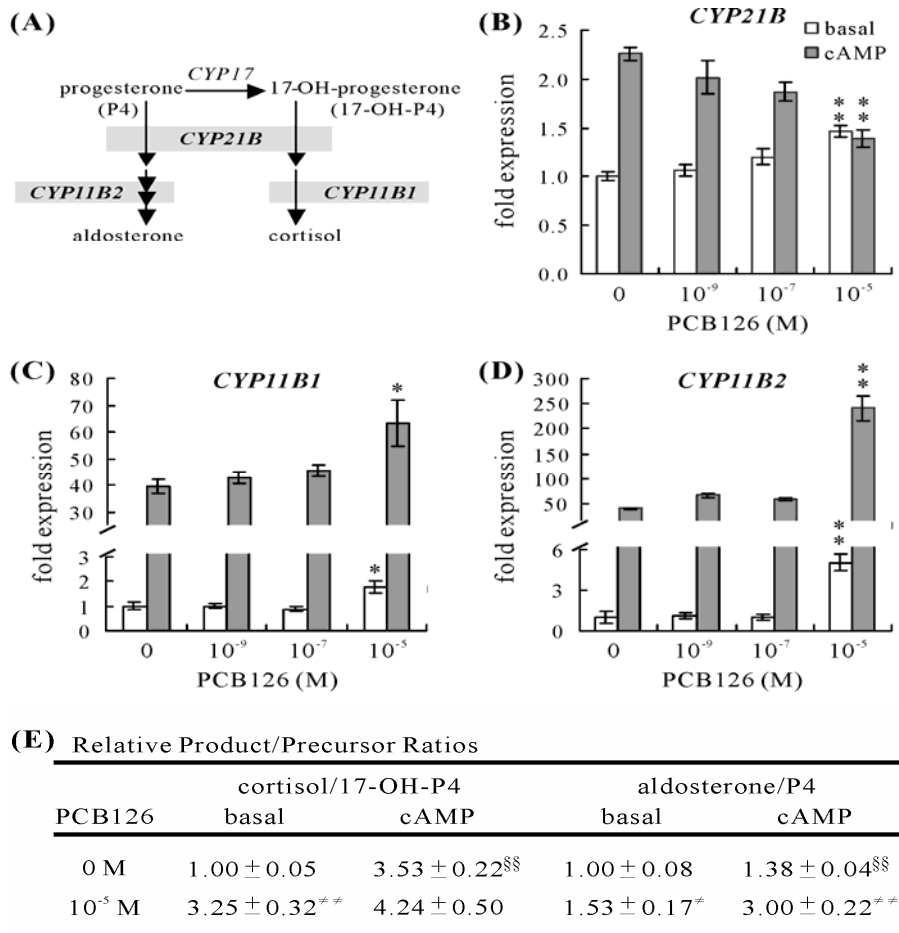 (A)
CYP17
progesterone 17-OH-progesterone
(P4) (17-OH-P4)
CYP21B
CYP11B2 CYP11B1
aldosterone cortisol
(B) CYP21B
basal
cAMP
fold expression
2.5
2.0
1.5
1.0
0.5
0.0
** **
0 10⁻⁹ 10⁻⁷ 10⁻⁵
PCB126 (M)
(C) CYP11B1
fold expression
80
70
60
50
40
30
3
2
1
0
*
*
0 10⁻⁹ 10⁻⁷ 10⁻⁵
PCB126 (M)
(D) CYP11B2
fold expression
300
250
200
150
100
50
6
3
0
**
**
0 10⁻⁹ 10⁻⁷ 10⁻⁵
PCB126 (M)
(E) Relative Product/Precursor Ratios
cortisol/17-OH-P4 aldosterone/P4
PCB126 basal cAMP basal cAMP
0 M 1.00±0.05 3.53±0.22§§ 1.00±0.08 1.38±0.04§§
10⁻⁵ M 3.25±0.32≠≠ 4.24±0.50 1.53±0.17≠ 3.00±0.22≠≠